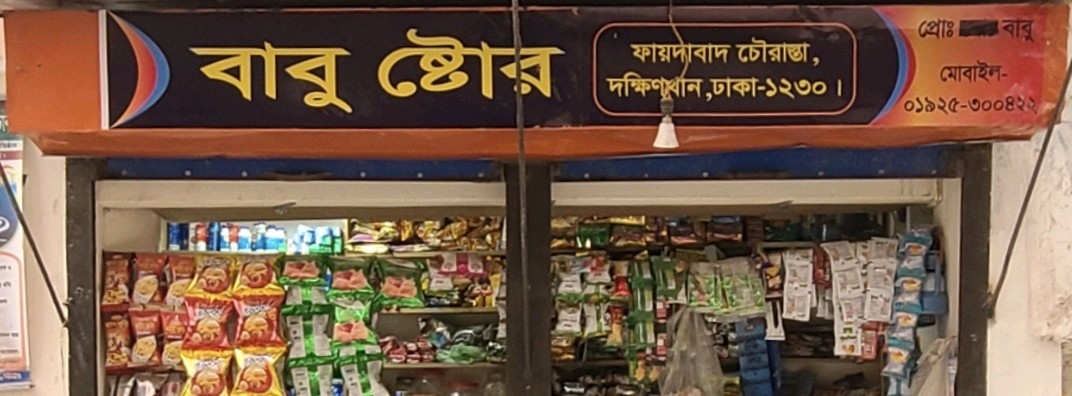 বাবু ষ্টোর
ফায়দাবাদ চৌরাস্তা,
দক্ষিণখান,ঢাকা-১২৩০।
প্রোঃ বাবু
মোবাইল-
০১৯২৫-৩০০৪২২